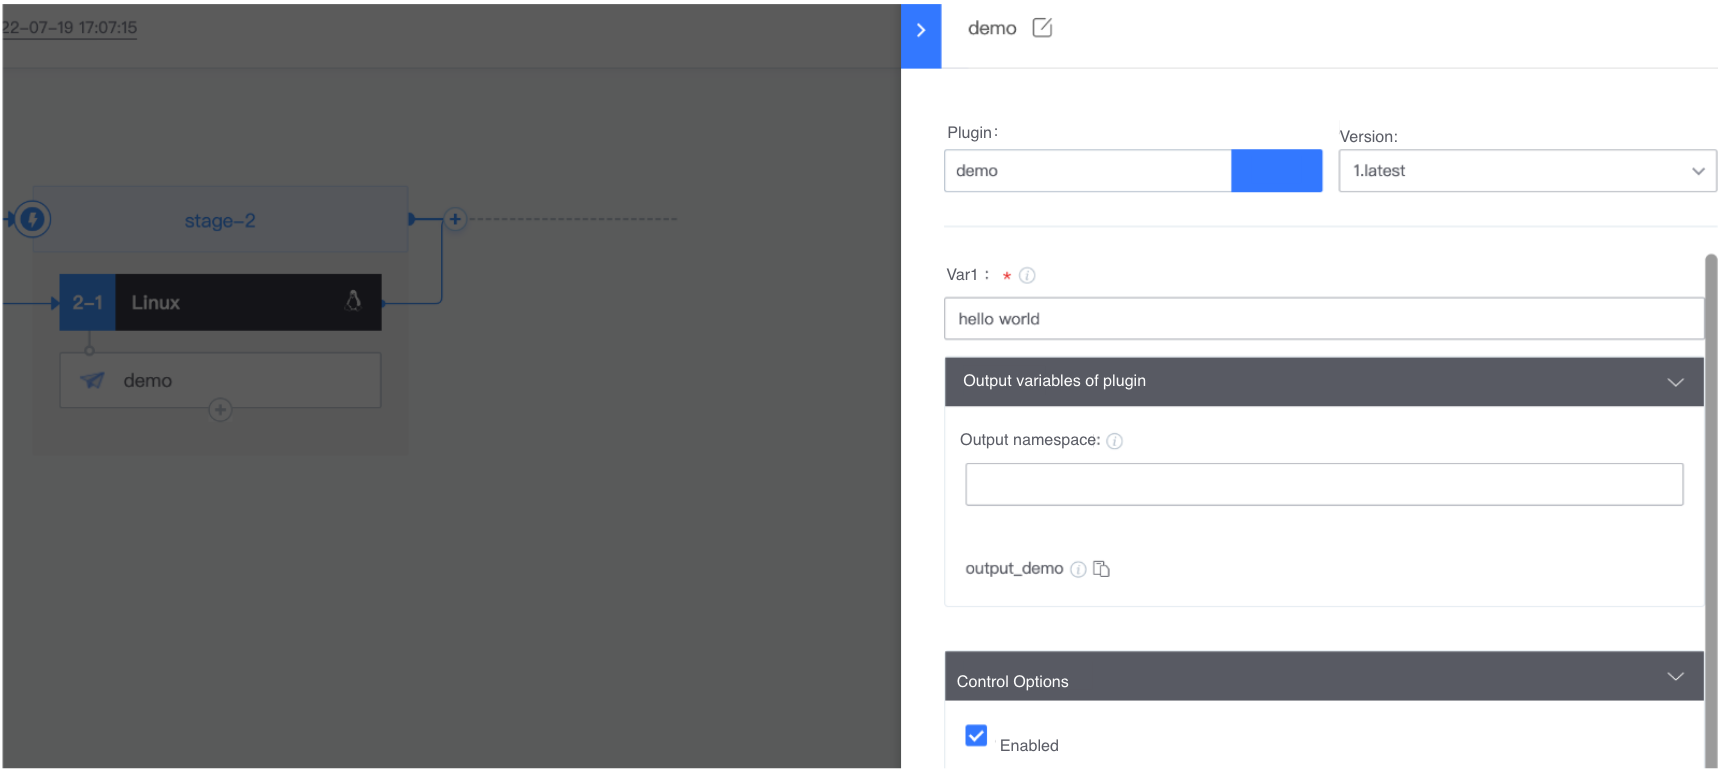 22-07-19 17:07:15
stage-2
2-1 Linux
demo
demo
Plugin:
Version:
demo
1.latest
Var1 : *
hello world
Output variables of plugin
Output namespace:
output_demo
Control Options
Enabled